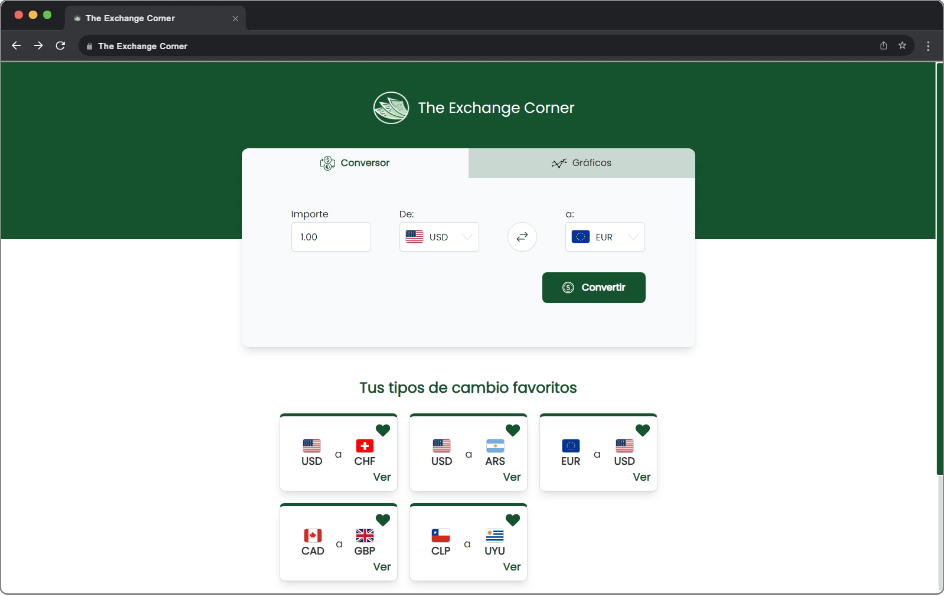 The Exchange Corner
The Exchange Corner
The Exchange Corner
Conversor
Gráficos
Importe
De:
a:
1.00
USD
EUR
Convertir
Tus tipos de cambio favoritos
USD a CHF
Ver
USD a ARS
Ver
EUR a USD
Ver
CAD a GBP
Ver
CLP a UYU
Ver